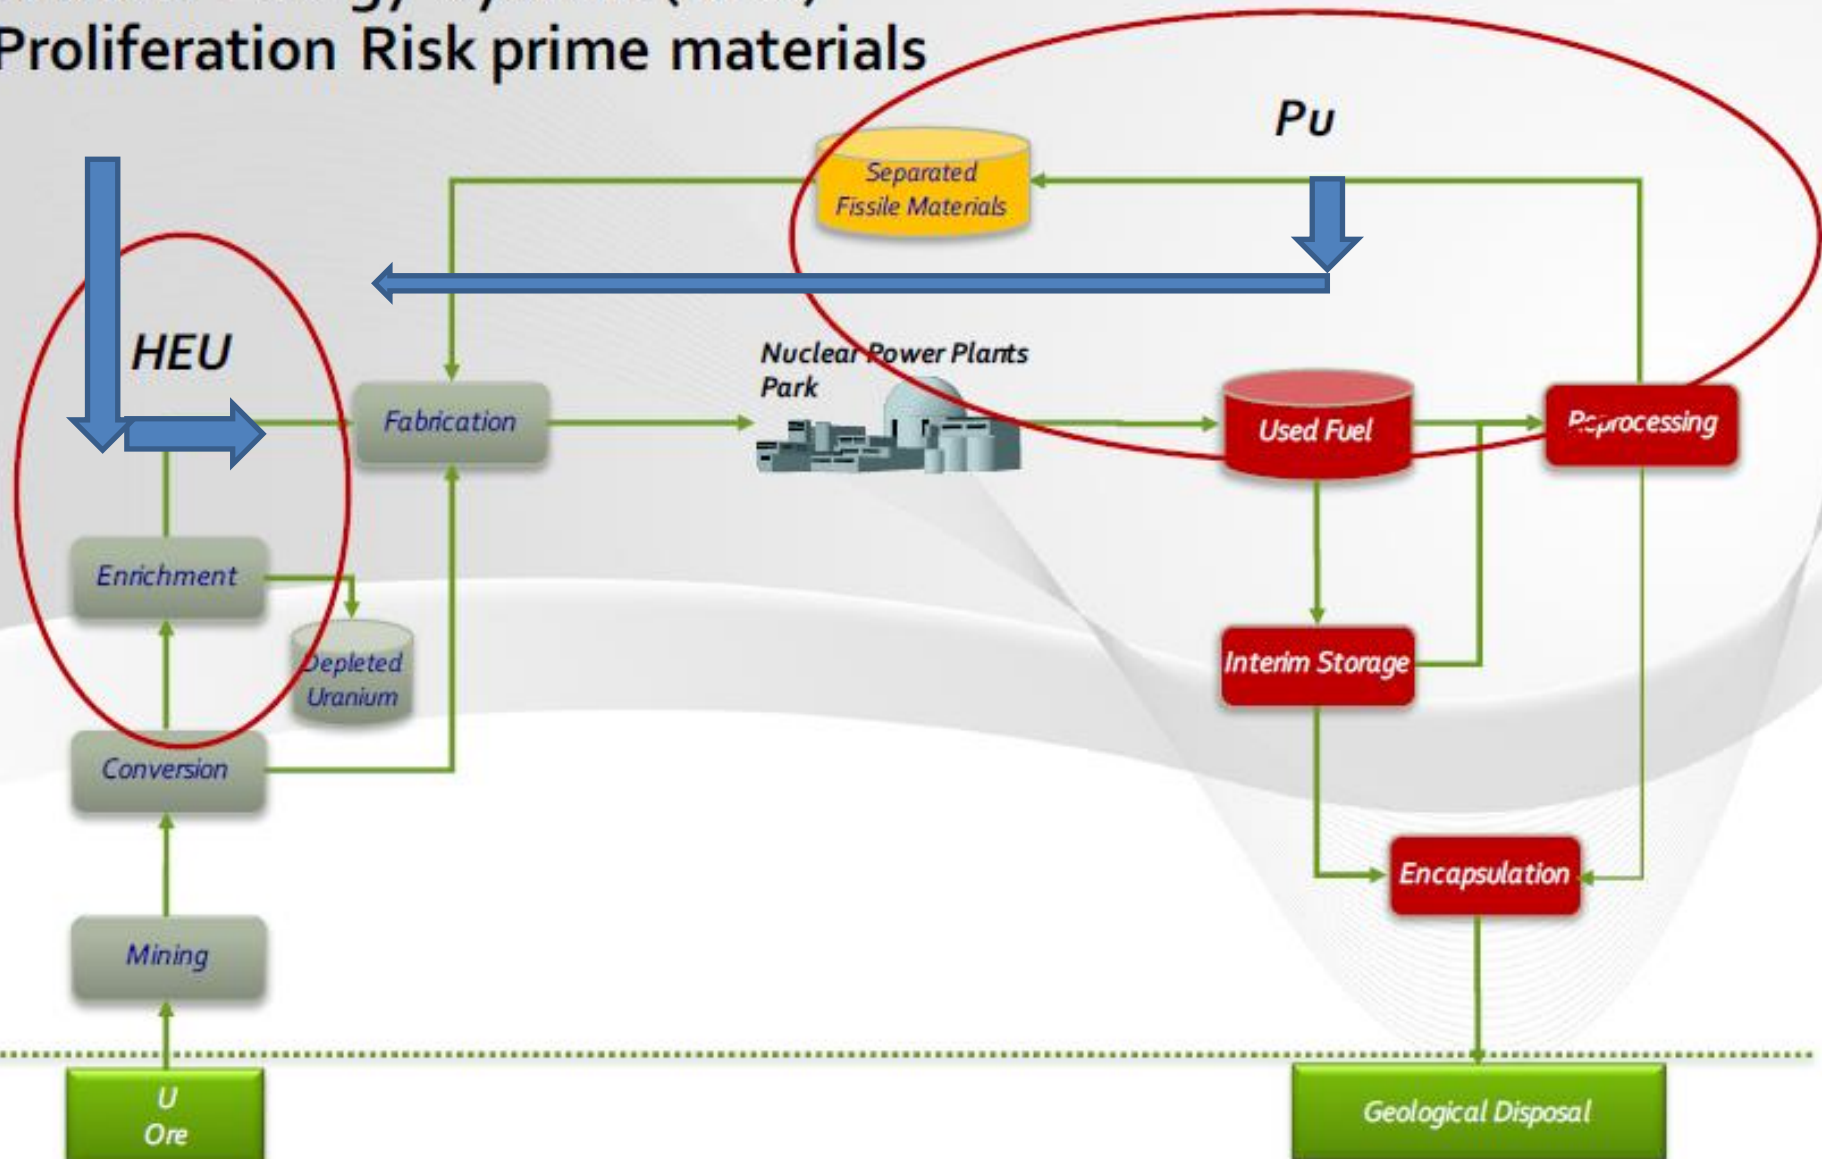 Proliferation Risk prime materials
Pu
Separated
Fissile Materials
HEU
Nuclear Power Plants
Park
Fabrication
Used Fuel
Reprocessing
Enrichment
Depleted
Uranium
Interim Storage
Conversion
Encapsulation
Mining
U
Ore
Geological Disposal